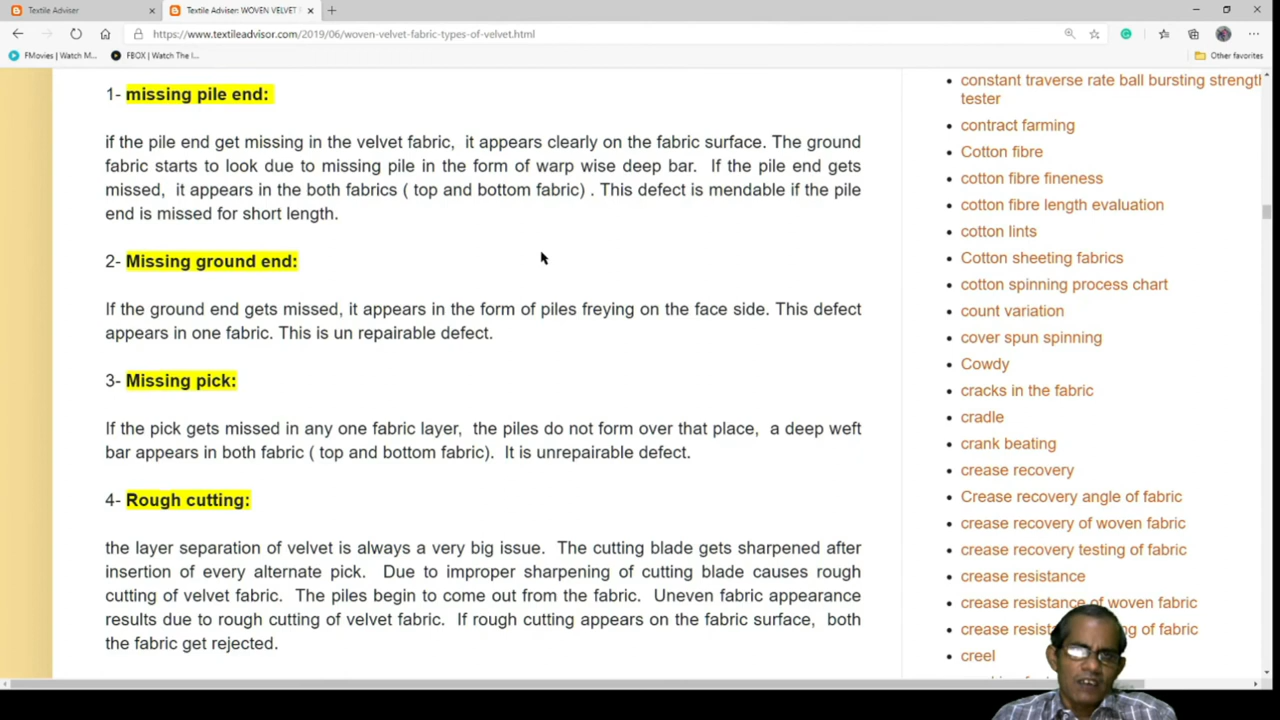 Textile Adviser
Textile Adviser: WOVEN VELVET
https://www.textileadvisor.com/2019/06/woven-velvet-fabric-types-of-velvet.html
FMovies | Watch M...
FBOX | Watch The I...
Other favorites
1- missing pile end:
if the pile end get missing in the velvet fabric, it appears clearly on the fabric surface. The ground
fabric starts to look due to missing pile in the form of warp wise deep bar. If the pile end gets
missed, it appears in the both fabrics ( top and bottom fabric) . This defect is mendable if the pile
end is missed for short length.
2- Missing ground end:
If the ground end gets missed, it appears in the form of piles freying on the face side. This defect
appears in one fabric. This is un repairable defect.
3- Missing pick:
If the pick gets missed in any one fabric layer, the piles do not form over that place, a deep weft
bar appears in both fabric ( top and bottom fabric). It is unrepairable defect.
4- Rough cutting:
the layer separation of velvet is always a very big issue. The cutting blade gets sharpened after
insertion of every alternate pick. Due to improper sharpening of cutting blade causes rough
cutting of velvet fabric. The piles begin to come out from the fabric. Uneven fabric appearance
results due to rough cutting of velvet fabric. If rough cutting appears on the fabric surface, both
the fabric get rejected.
constant traverse rate ball bursting strength
tester
contract farming
Cotton fibre
cotton fibre fineness
cotton fibre length evaluation
cotton lints
Cotton sheeting fabrics
cotton spinning process chart
count variation
cover spun spinning
Cowdy
cracks in the fabric
cradle
crank beating
crease recovery
Crease recovery angle of fabric
crease recovery of woven fabric
crease recovery testing of fabric
crease resistance
crease resistance of woven fabric
crease resist g of fabric
creel